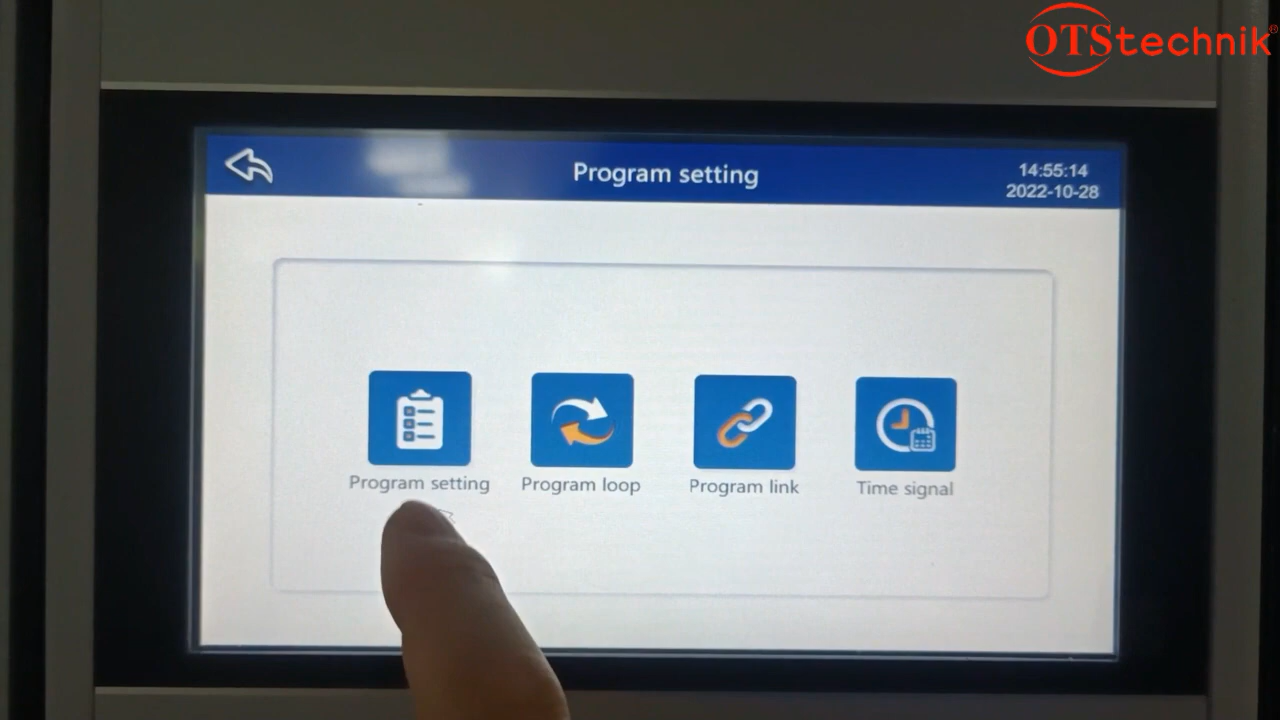 OTStechnik®
Program setting
14:55:14
2022-10-28
Program setting
Program loop
Program link
Time signal